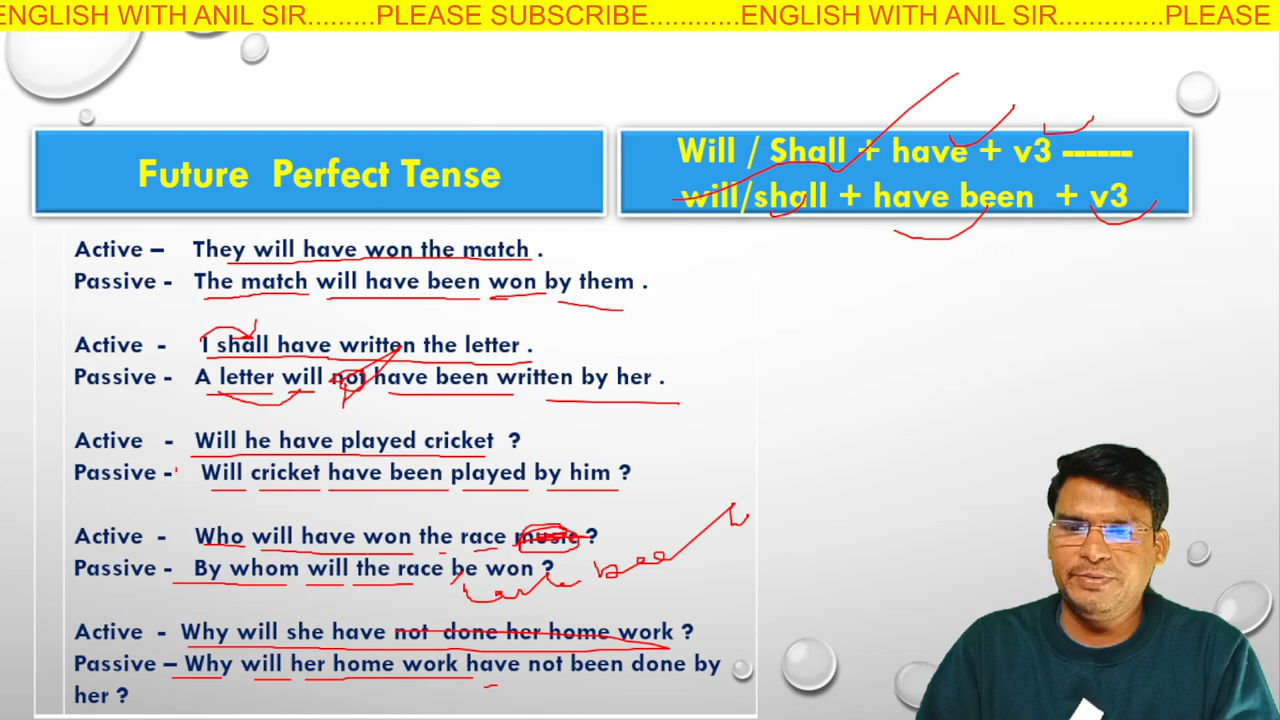 ENGLISH WITH ANIL SIR.........PLEASE SUBSCRIBE............ENGLISH WITH ANIL SIR.............PLEASE
Future Perfect Tense
Will / Shall + have + v3 ------
will/shall + have been + v3
Active – They will have won the match .
Passive - The match will have been won by them .
Active - I shall have written the letter .
Passive - A letter will not have been written by her .
Active - Will he have played cricket ?
Passive - Will cricket have been played by him ?
Active - Who will have won the race music ?
Passive - By whom will the race be won ?
have been
Active - Why will she have not done her home work ?
Passive – Why will her home work have not been done by
her ?